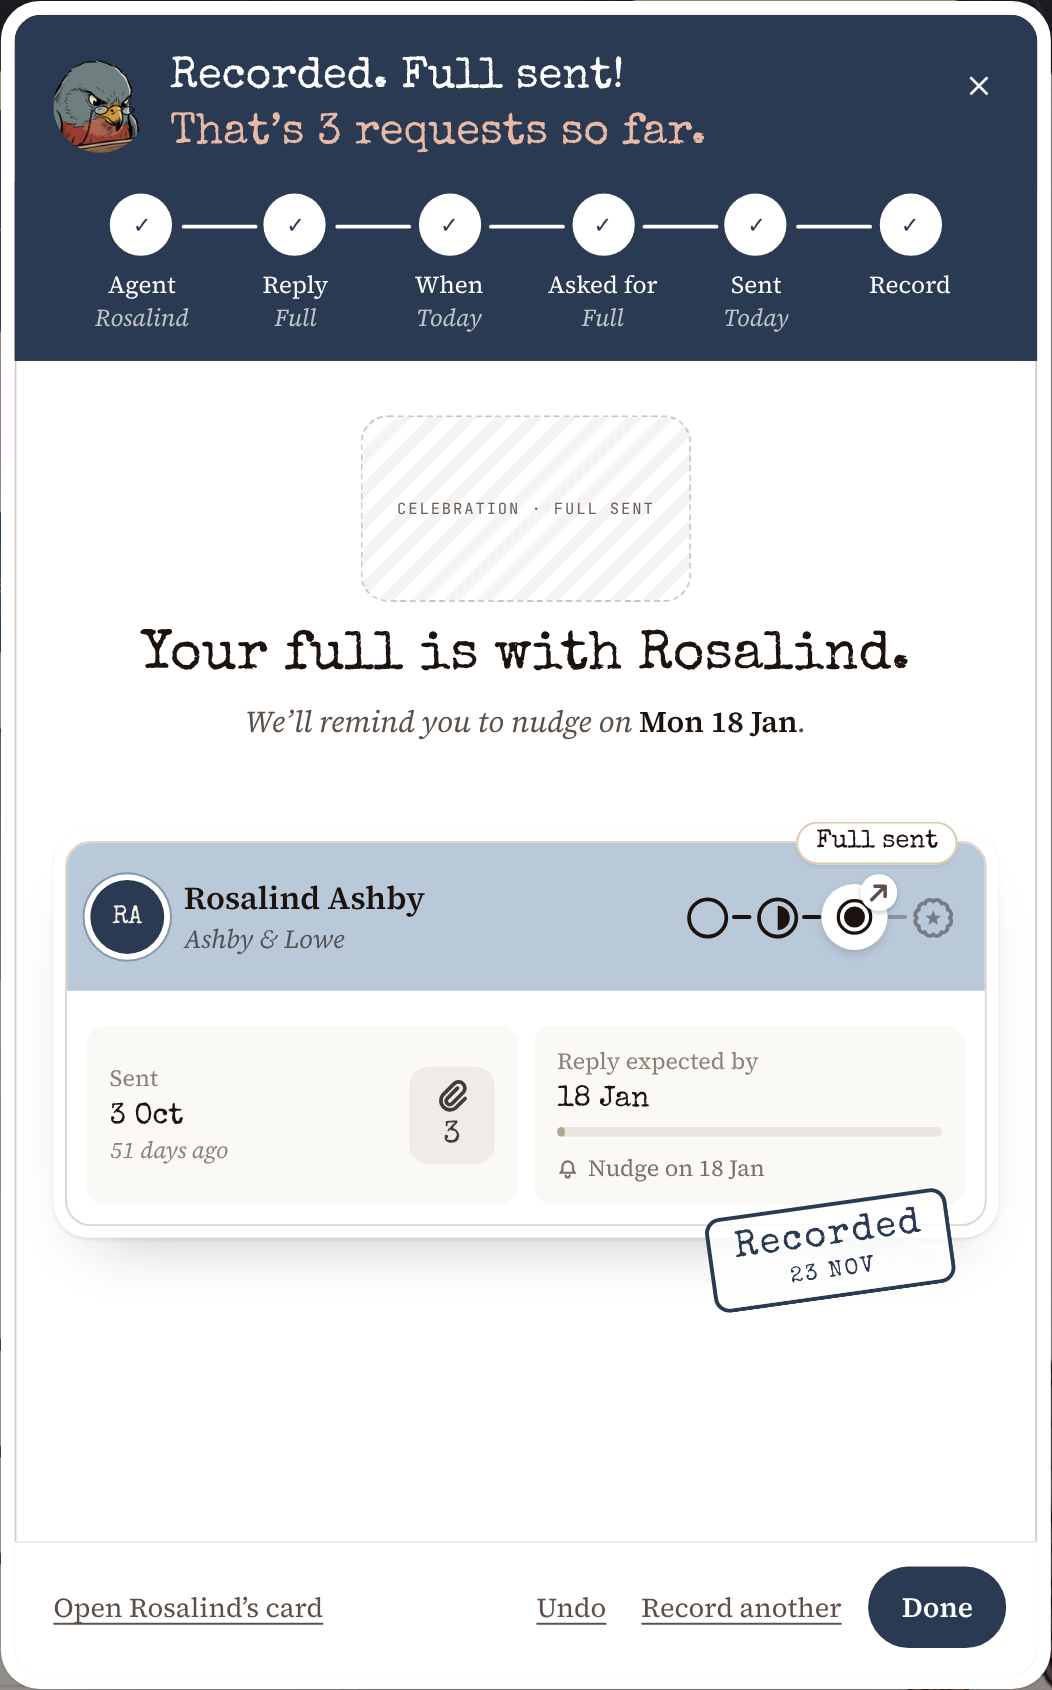 Recorded. Full sent!
That’s 3 requests so far.
✓ ✓ ✓ ✓ ✓ ✓
Agent Reply When Asked for Sent Record
Rosalind Full Today Full Today
CELEBRATION · FULL SENT
Your full is with Rosalind.
We’ll remind you to nudge on Mon 18 Jan.
Full sent
RA
Rosalind Ashby
Ashby & Lowe
Sent
3 Oct
51 days ago
3
Reply expected by
18 Jan
Nudge on 18 Jan
Recorded
23 NOV
Open Rosalind’s card
Undo
Record another
Done